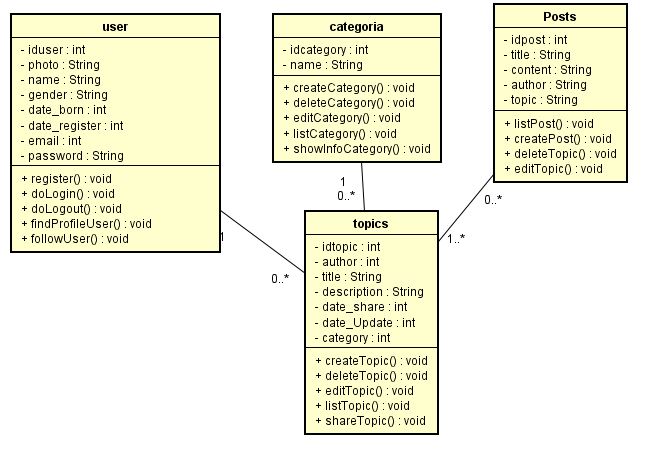 user
- iduser : int
- photo : String
- name : String
- gender : String
- date_born : int
- date_register : int
- email : int
- password : String
+ register() : void
+ doLogin() : void
+ doLogout() : void
+ findProfileUser() : void
+ followUser() : void
categoria
- idcategory : int
- name : String
+ createCategory() : void
+ deleteCategory() : void
+ editCategory() : void
+ listCategory() : void
+ showInfoCategory() : void
Posts
- idpost : int
- title : String
- content : String
- author : String
- topic : String
+ listPost() : void
+ createPost() : void
+ deleteTopic() : void
+ editTopic() : void
1
0..*
0..*
1
1..*
0..*
topics
- idtopic : int
- author : int
- title : String
- description : String
- date_share : int
- date_Update : int
- category : int
+ createTopic() : void
+ deleteTopic() : void
+ editTopic() : void
+ listTopic() : void
+ shareTopic() : void